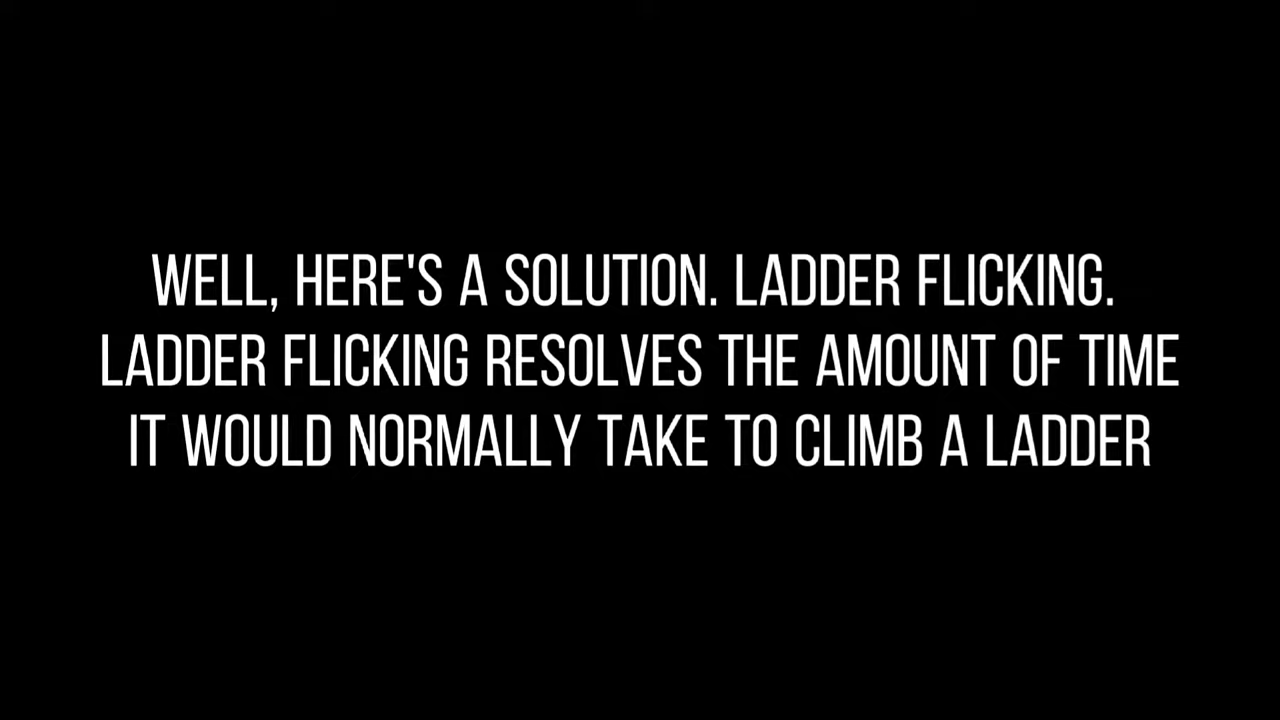 WELL, HERE'S A SOLUTION. LADDER FLICKING.
LADDER FLICKING RESOLVES THE AMOUNT OF TIME
IT WOULD NORMALLY TAKE TO CLIMB A LADDER